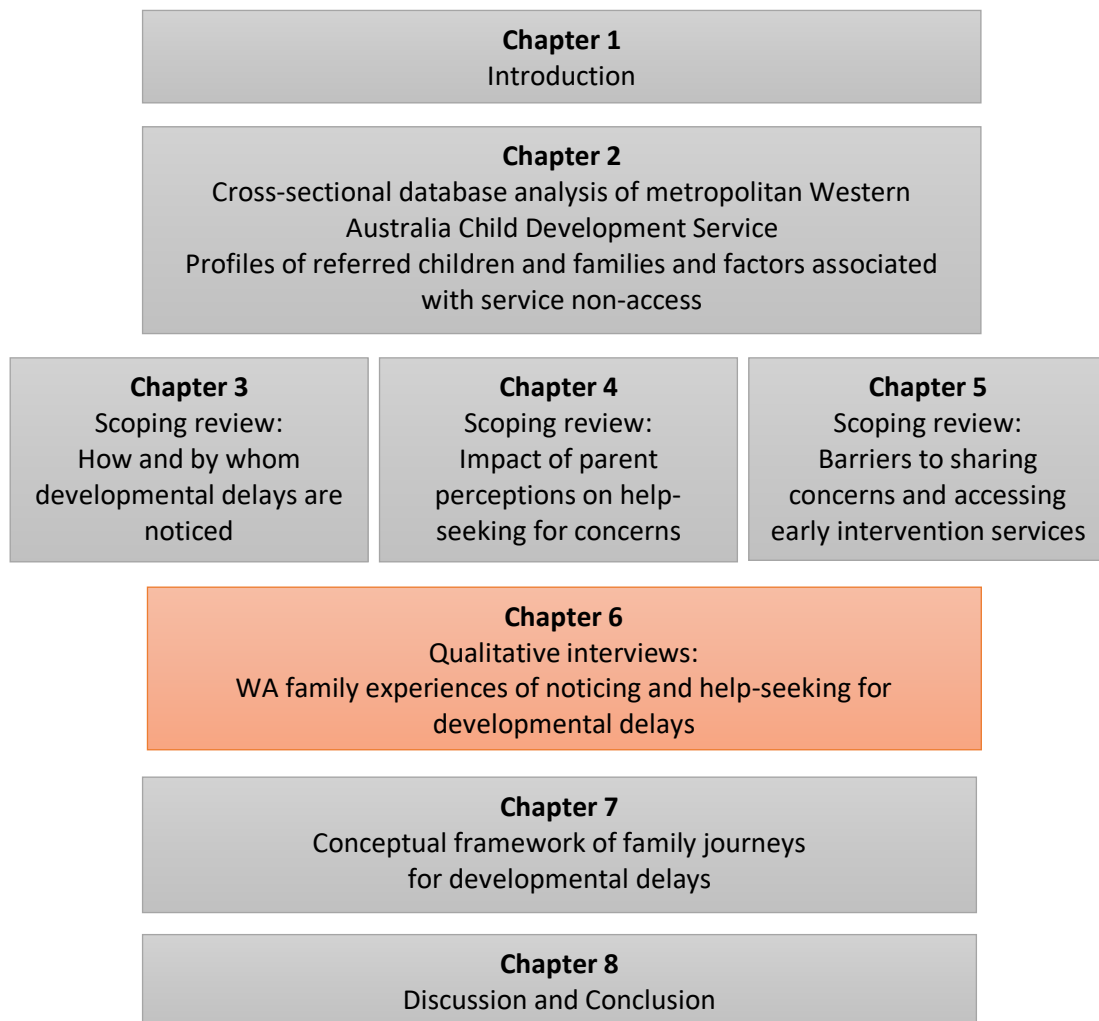 Chapter 1
Introduction
Chapter 2
Cross-sectional database analysis of metropolitan Western
Australia Child Development Service
Profiles of referred children and families and factors associated
with service non-access
Chapter 3
Scoping review:
How and by whom
developmental delays are
noticed
Chapter 4
Scoping review:
Impact of parent
perceptions on help-
seeking for concerns
Chapter 5
Scoping review:
Barriers to sharing
concerns and accessing
early intervention services
Chapter 6
Qualitative interviews:
WA family experiences of noticing and help-seeking for
developmental delays
Chapter 7
Conceptual framework of family journeys
for developmental delays
Chapter 8
Discussion and Conclusion